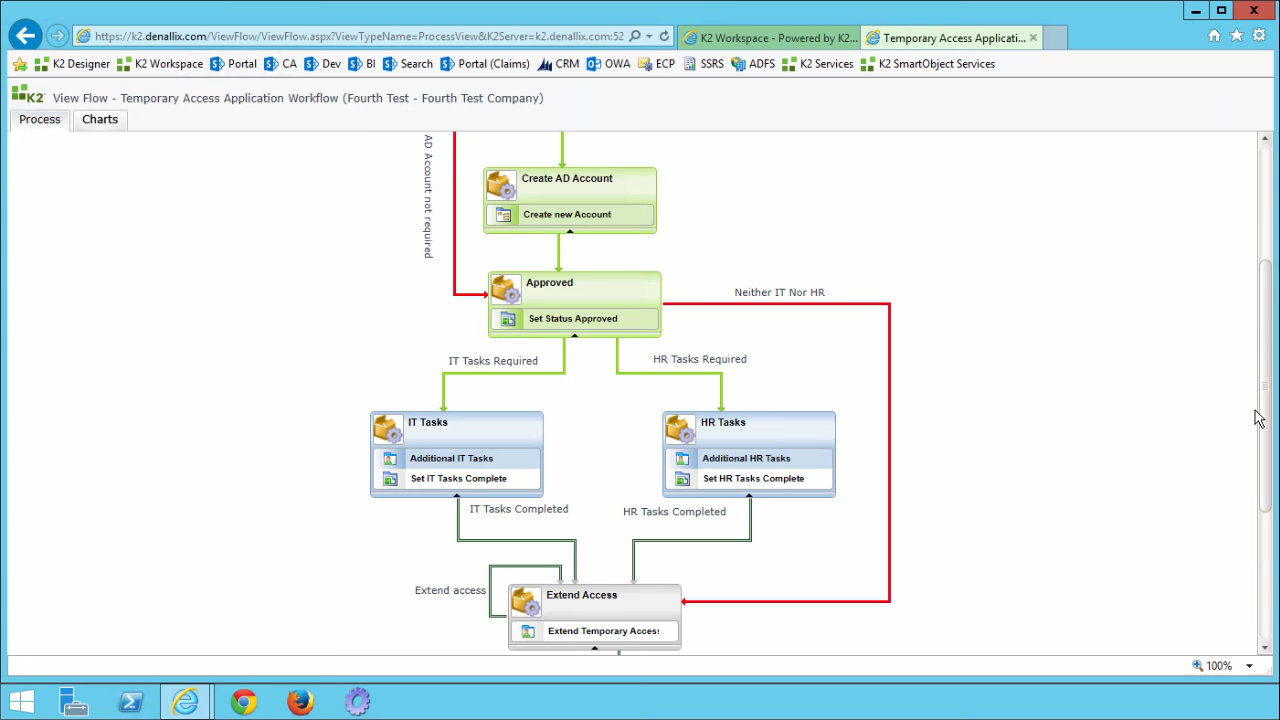 https://k2.denallix.com/ViewFlow/ViewFlow.aspx?ViewTypeName=ProcessView&K2Server=k2.denallix.com:52
K2 Workspace - Powered by K2...
Temporary Access Applicati...
K2 Designer
K2 Workspace
Portal
CA
Dev
BI
Search
Portal (Claims)
CRM
OWA
ECP
SSRS
ADFS
K2 Services
K2 SmartObject Services
K2 View Flow - Temporary Access Application Workflow (Fourth Test - Fourth Test Company)
Process
Charts
AD Account not required
Create AD Account
Create new Account
Approved
Set Status Approved
Neither IT Nor HR
IT Tasks Required
HR Tasks Required
IT Tasks
Additional IT Tasks
Set IT Tasks Complete
HR Tasks
Additional HR Tasks
Set HR Tasks Complete
IT Tasks Completed
HR Tasks Completed
Extend access
Extend Access
Extend Temporary Access
100%